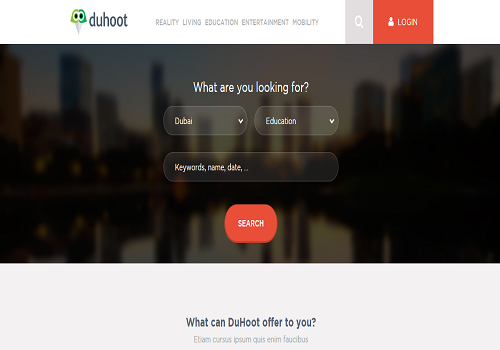 duhoot
REALITY LIVING EDUCATION ENTERTAINMENT MOBILITY
LOGIN
What are you looking for?
Dubai
Education
Keywords, name, date, ...
SEARCH
What can DuHoot offer to you?
Etiam cursus ipsum quis enim faucibus